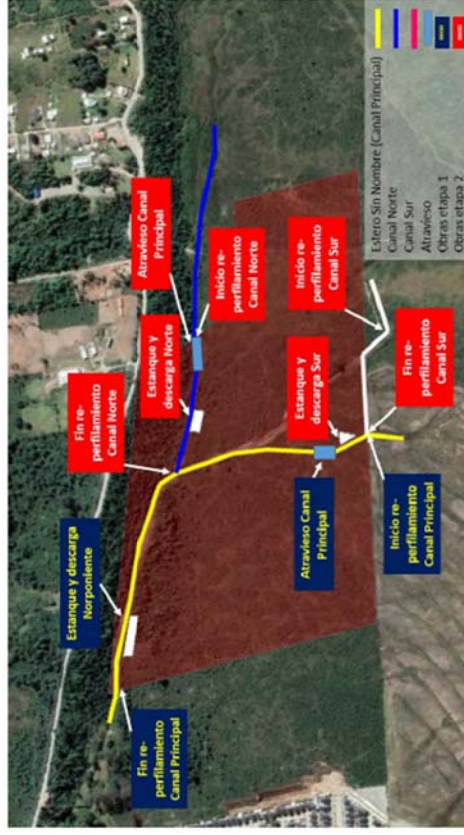 Estanque y descarga
Norponiente
Fin re-
perfilamiento
Canal Norte
Atravieso Canal
Principal
Estanque y
descarga Norte
Inicio re-
perfilamiento
Canal Norte
Fin re-
perfilamiento
Canal Principal
Atravieso Canal
Principal
Estanque y
descarga Sur
Inicio re-
perfilamiento
Canal Sur
Inicio re-
perfilamiento
Canal Principal
Fin re-
perfilamiento
Canal Sur
Estero Sin Nombre (Canal Principal)
Canal Norte
Canal Sur
Atravieso
Obras etapa 1
Obras etapa 2